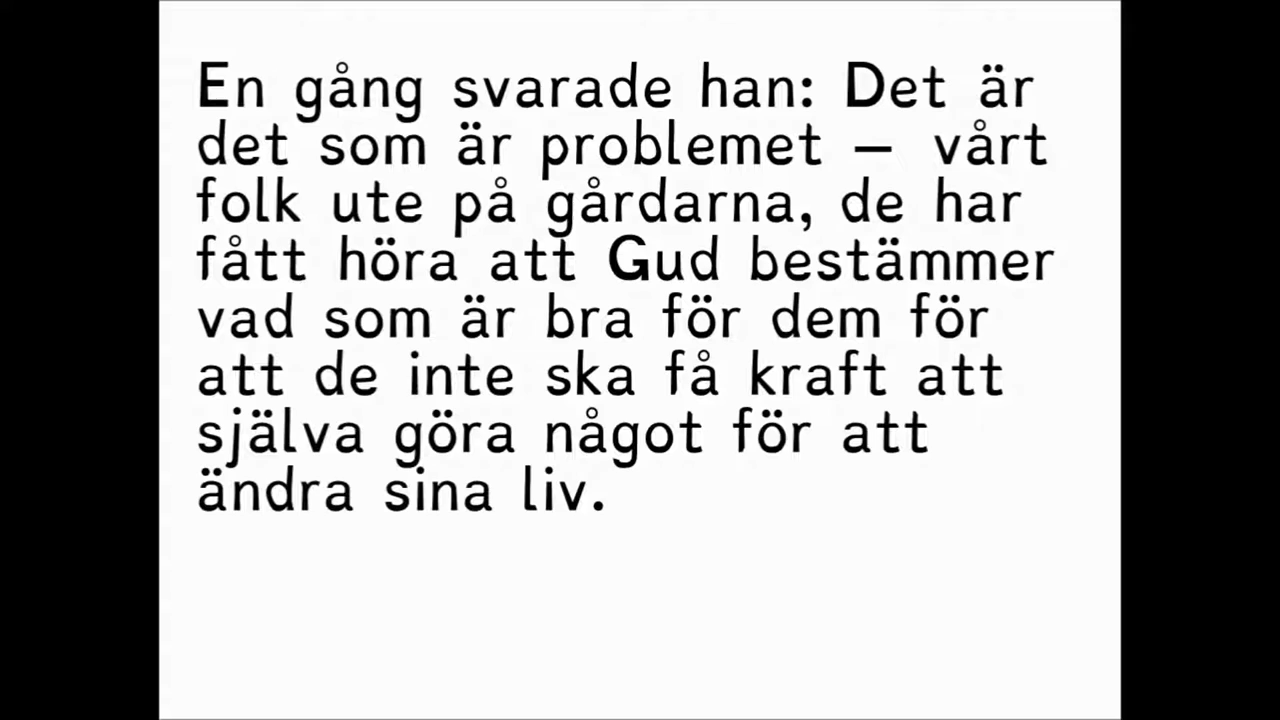 En gång svarade han: Det är
det som är problemet – vårt
folk ute på gårdarna, de har
fått höra att Gud bestämmer
vad som är bra för dem för
att de inte ska få kraft att
själva göra något för att
ändra sina liv.